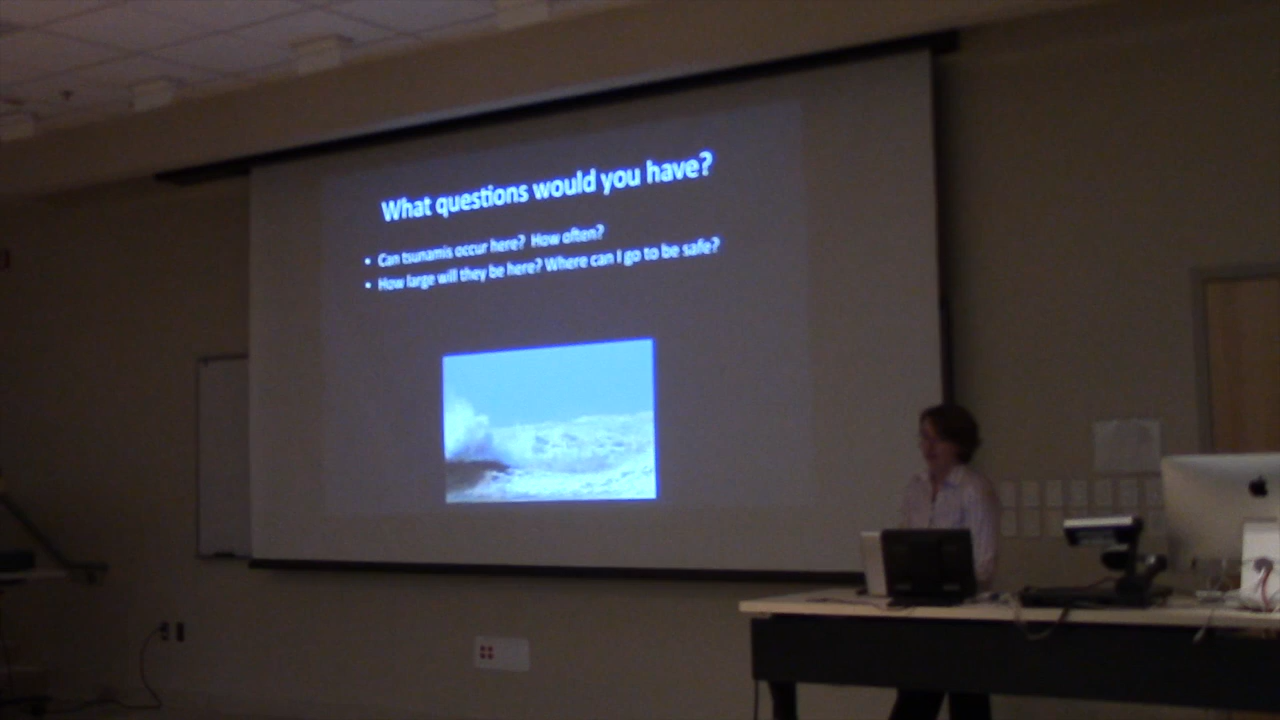 What questions would you have?
• Can tsunamis occur here? How often?
• How large will they be here? Where can I go to be safe?